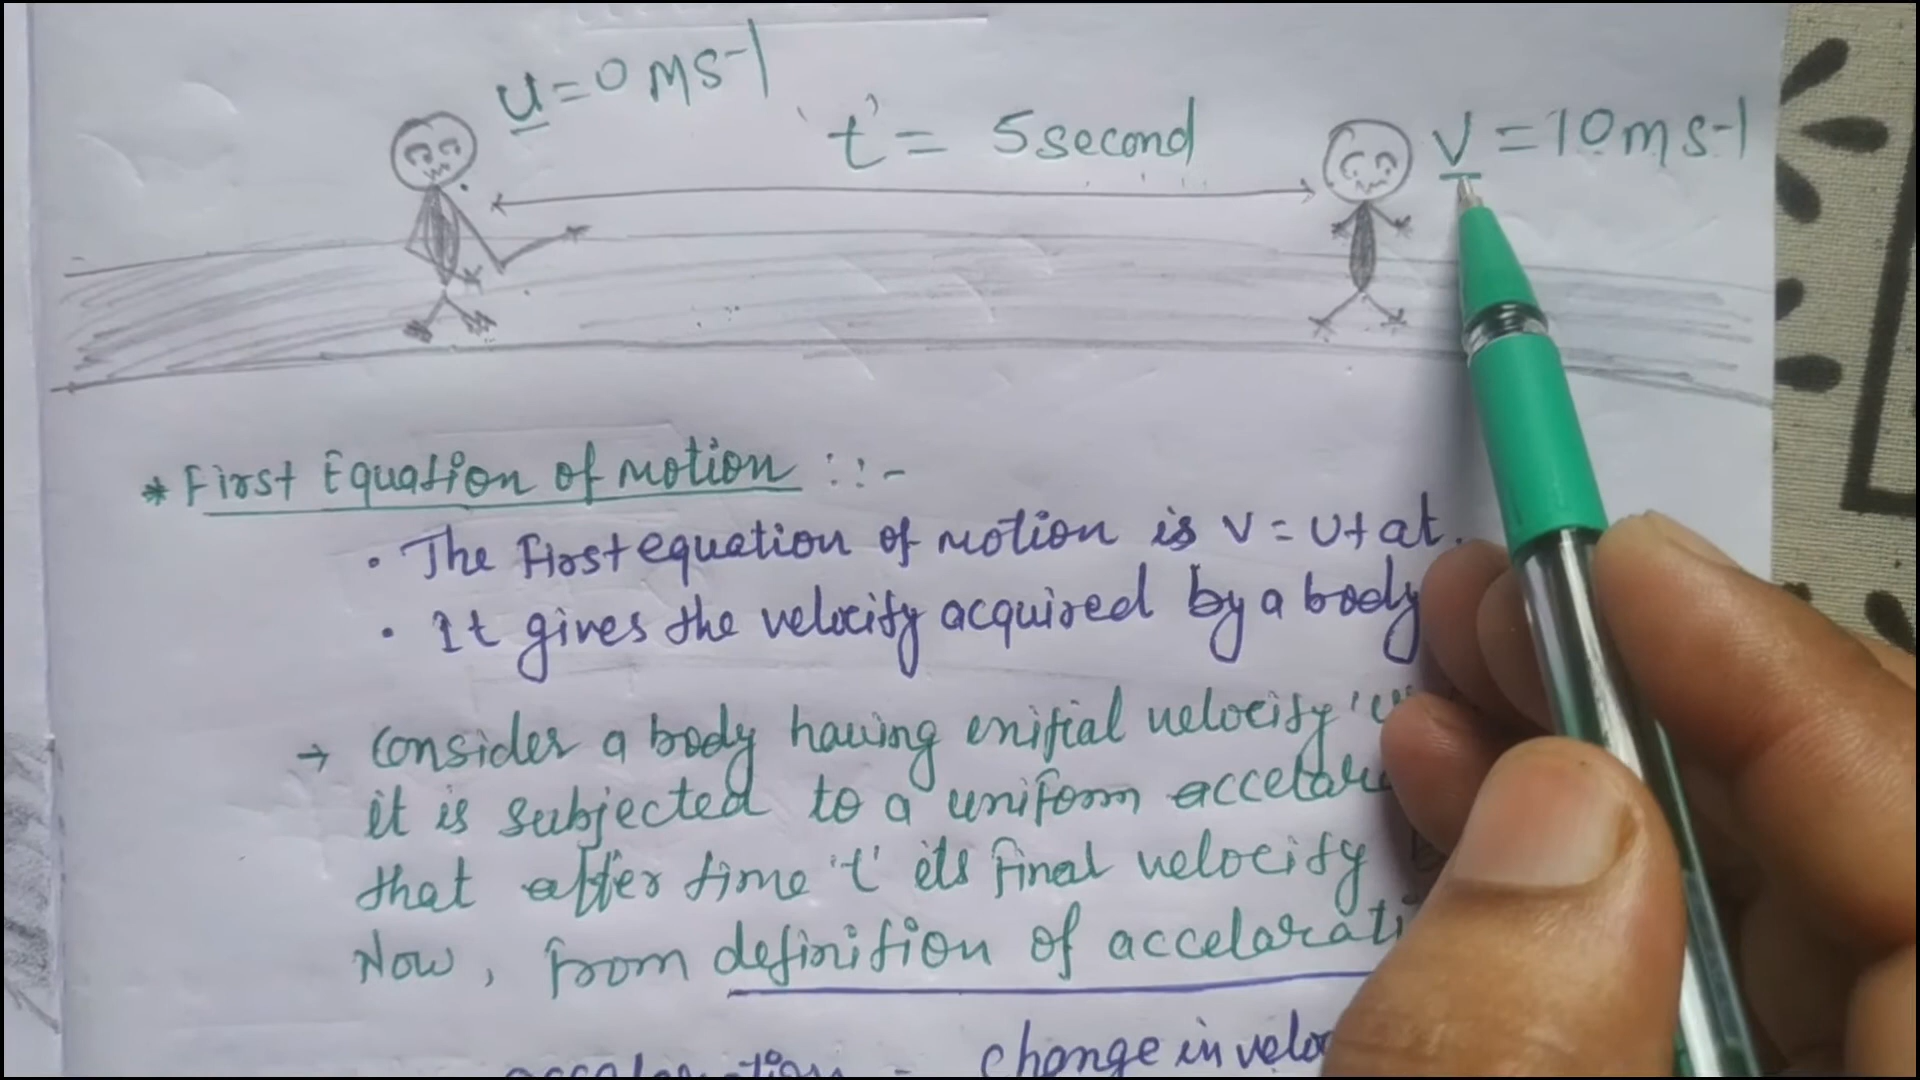 u=0 ms-1
't' = 5 second
V = 10 ms-1
* First Equation of motion ::-
• The First equation of motion is V = U + at.
• It gives the velocity acquired by a body
→ Consider a body having enitial velocity 'u'
it is subjected to a uniform
that after time 't' its Final velocity
Now, from definition of
change in